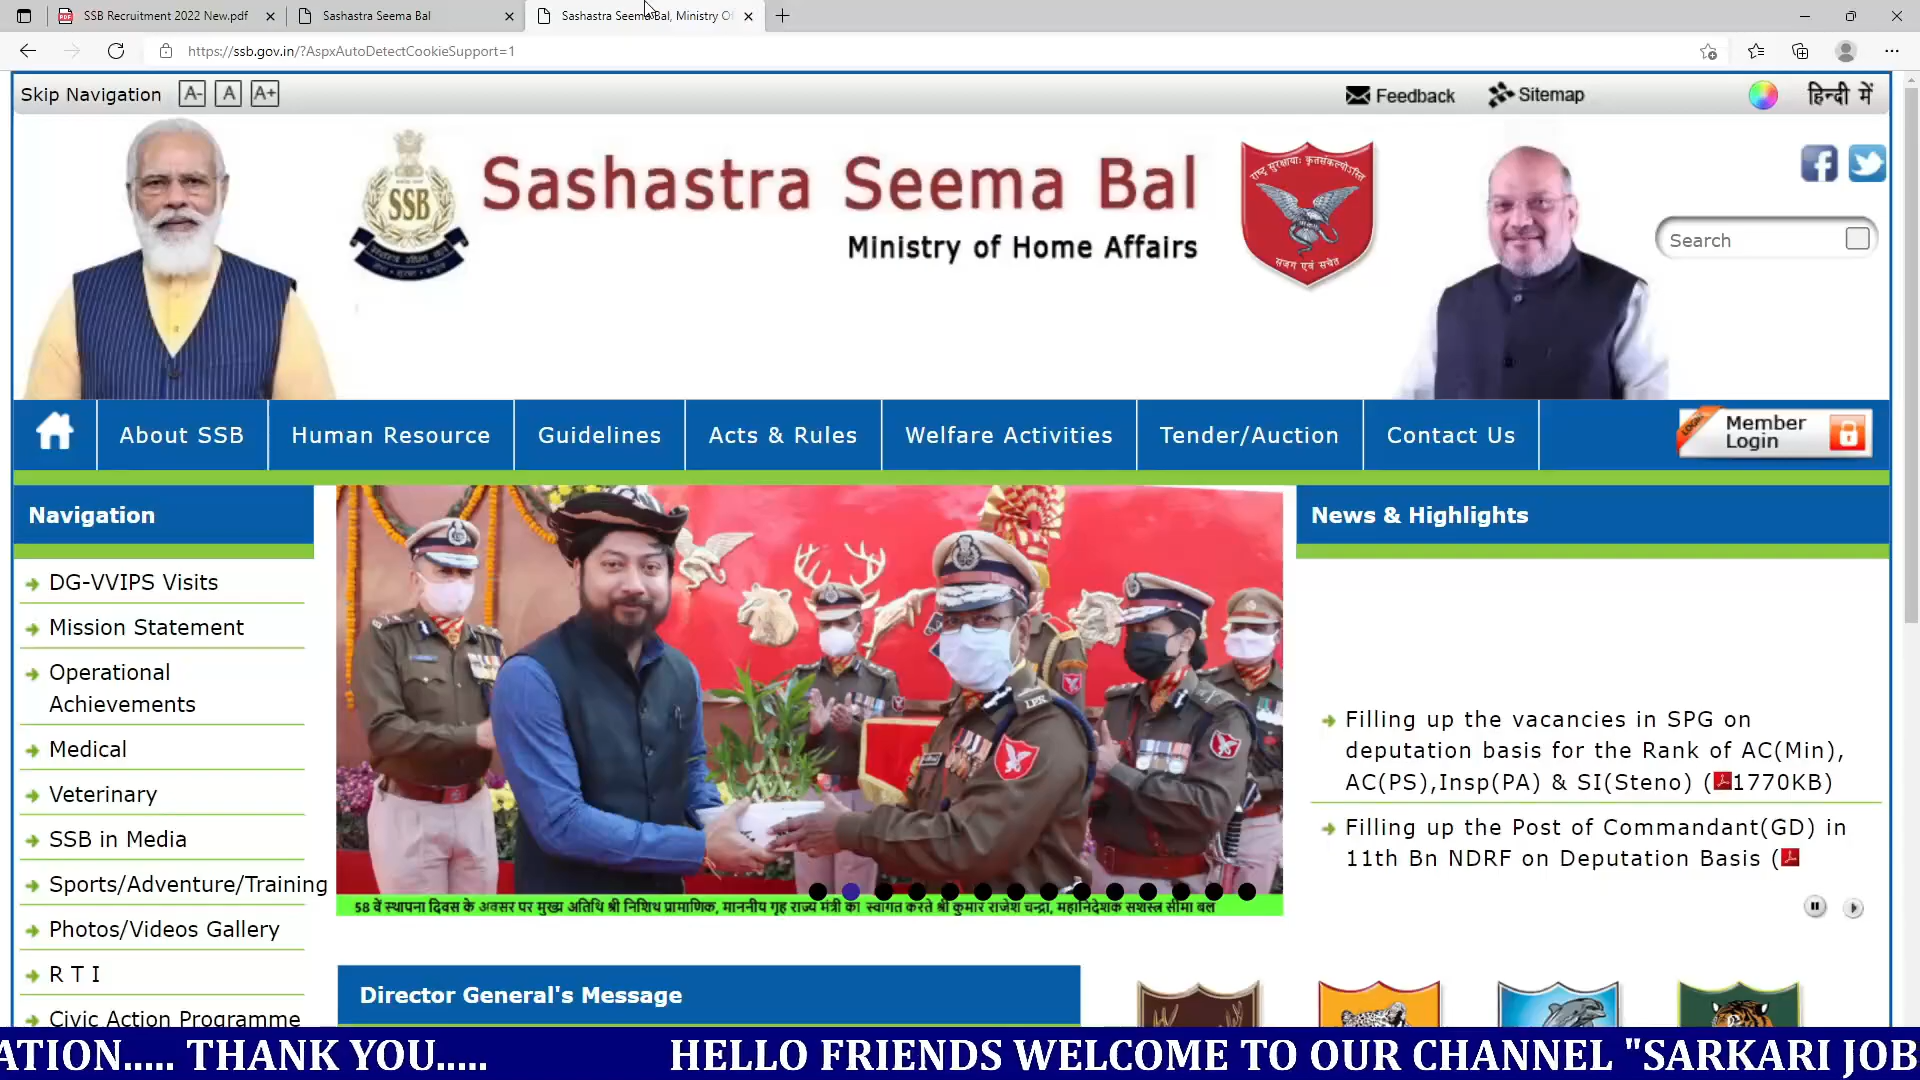 SSB Recruitment 2022 New.pdf
Sashastra Seema Bal
Sashastra Seema Bal, Ministry O
https://ssb.gov.in/?AspxAutoDetectCookieSupport=1
Skip Navigation A- A A+
Feedback Sitemap हिन्दी में
SSB
Sashastra Seema Bal
Ministry of Home Affairs
सजग एवं सचेत
Search
About SSB Human Resource Guidelines Acts & Rules Welfare Activities Tender/Auction Contact Us
LOGIN Member
Login
Navigation
DG-VVIPS Visits
Mission Statement
Operational
Achievements
Medical
Veterinary
SSB in Media
Sports/Adventure/Training
Photos/Videos Gallery
R T I
Civic Action Programme
58 वें स्थापना दिवस के अवसर पर मुख्य अतिथि श्री निशिथ प्रामाणिक, माननीय गृह राज्य मंत्री का स्वागत करते श्री कुमार राजेश चन्द्रा, महानिदेशक सशस्त्र सीमा बल
News & Highlights
Filling up the vacancies in SPG on
deputation basis for the Rank of AC(Min),
AC(PS),Insp(PA) & SI(Steno) (1770KB)
Filling up the Post of Commandant(GD) in
11th Bn NDRF on Deputation Basis (
Director General's Message
ATION..... THANK YOU..... HELLO FRIENDS WELCOME TO OUR CHANNEL "SARKARI JOB